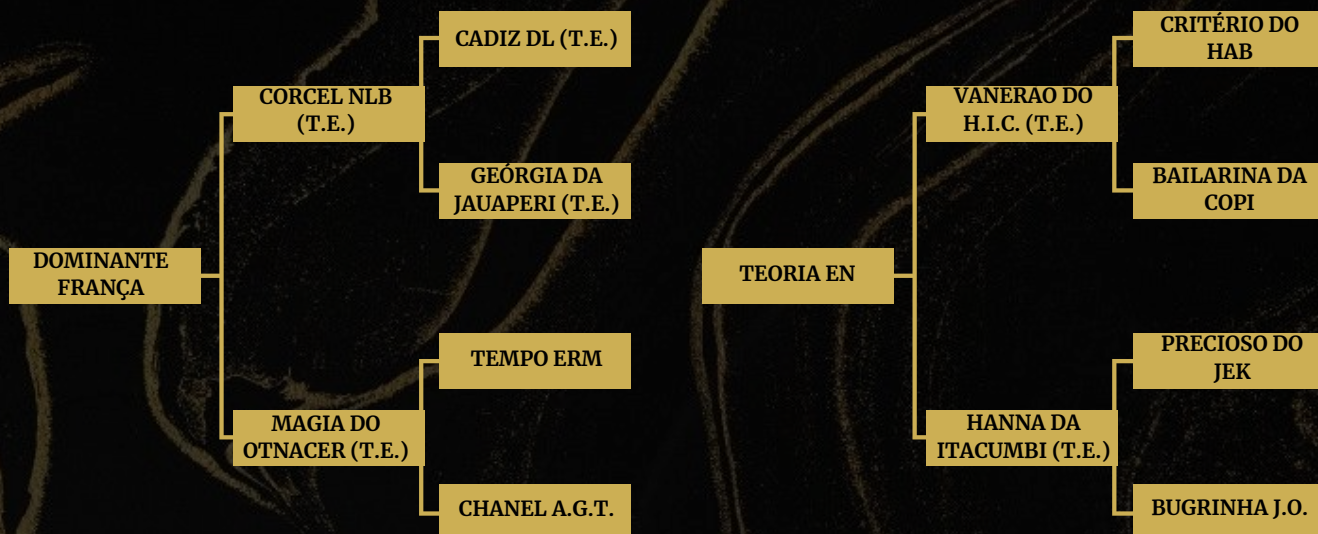 CADIZ DL (T.E.)
CORCEL NLB
(T.E.)
GEÓRGIA DA
JAUAPERI (T.E.)
DOMINANTE
FRANÇA
TEMPO ERM
MAGIA DO
OTNACER (T.E.)
CHANEL A.G.T.
CRITÉRIO DO
HAB
VANERAO DO
H.I.C. (T.E.)
BAILARINA DA
COPI
TEORIA EN
PRECIOSO DO
JEK
HANNA DA
ITACUMBI (T.E.)
BUGRINHA J.O.